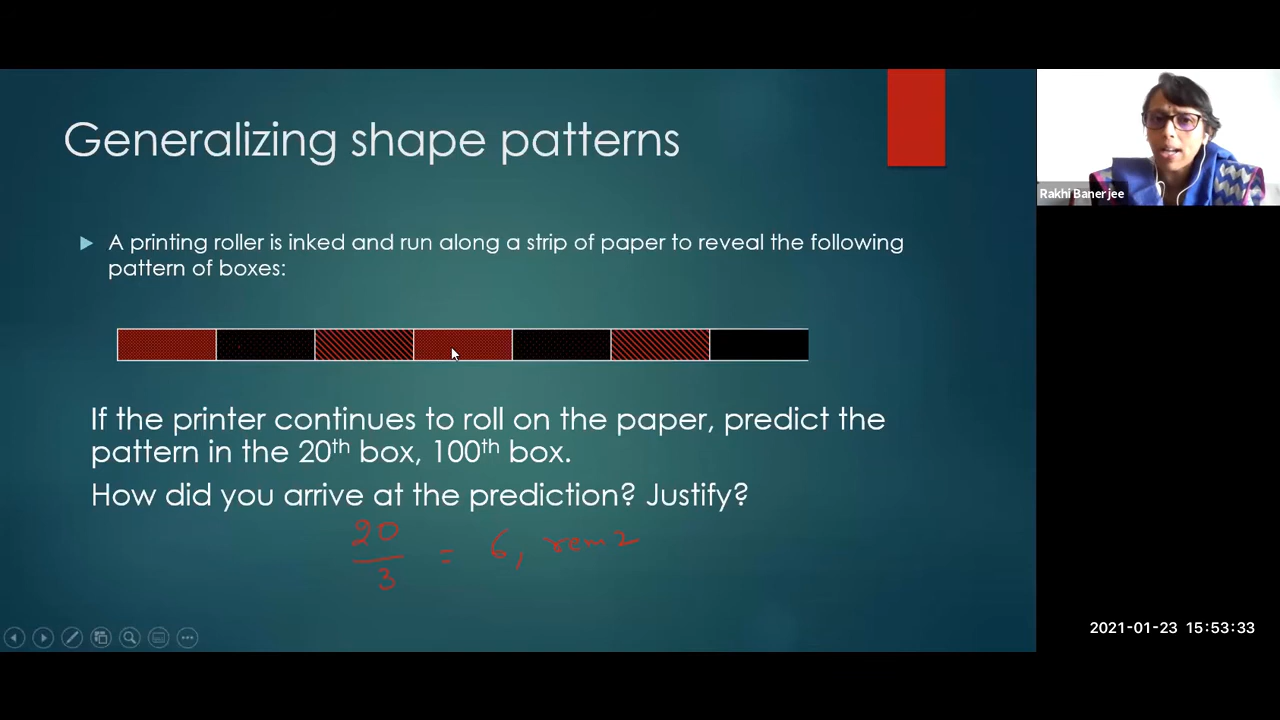 Generalizing shape patterns
A printing roller is inked and run along a strip of paper to reveal the following
pattern of boxes:
If the printer continues to roll on the paper, predict the
pattern in the 20th box, 100th box.
How did you arrive at the prediction? Justify?
20
3
= 6, rem 2
Rakhi Banerjee
2021-01-23 15:53:33